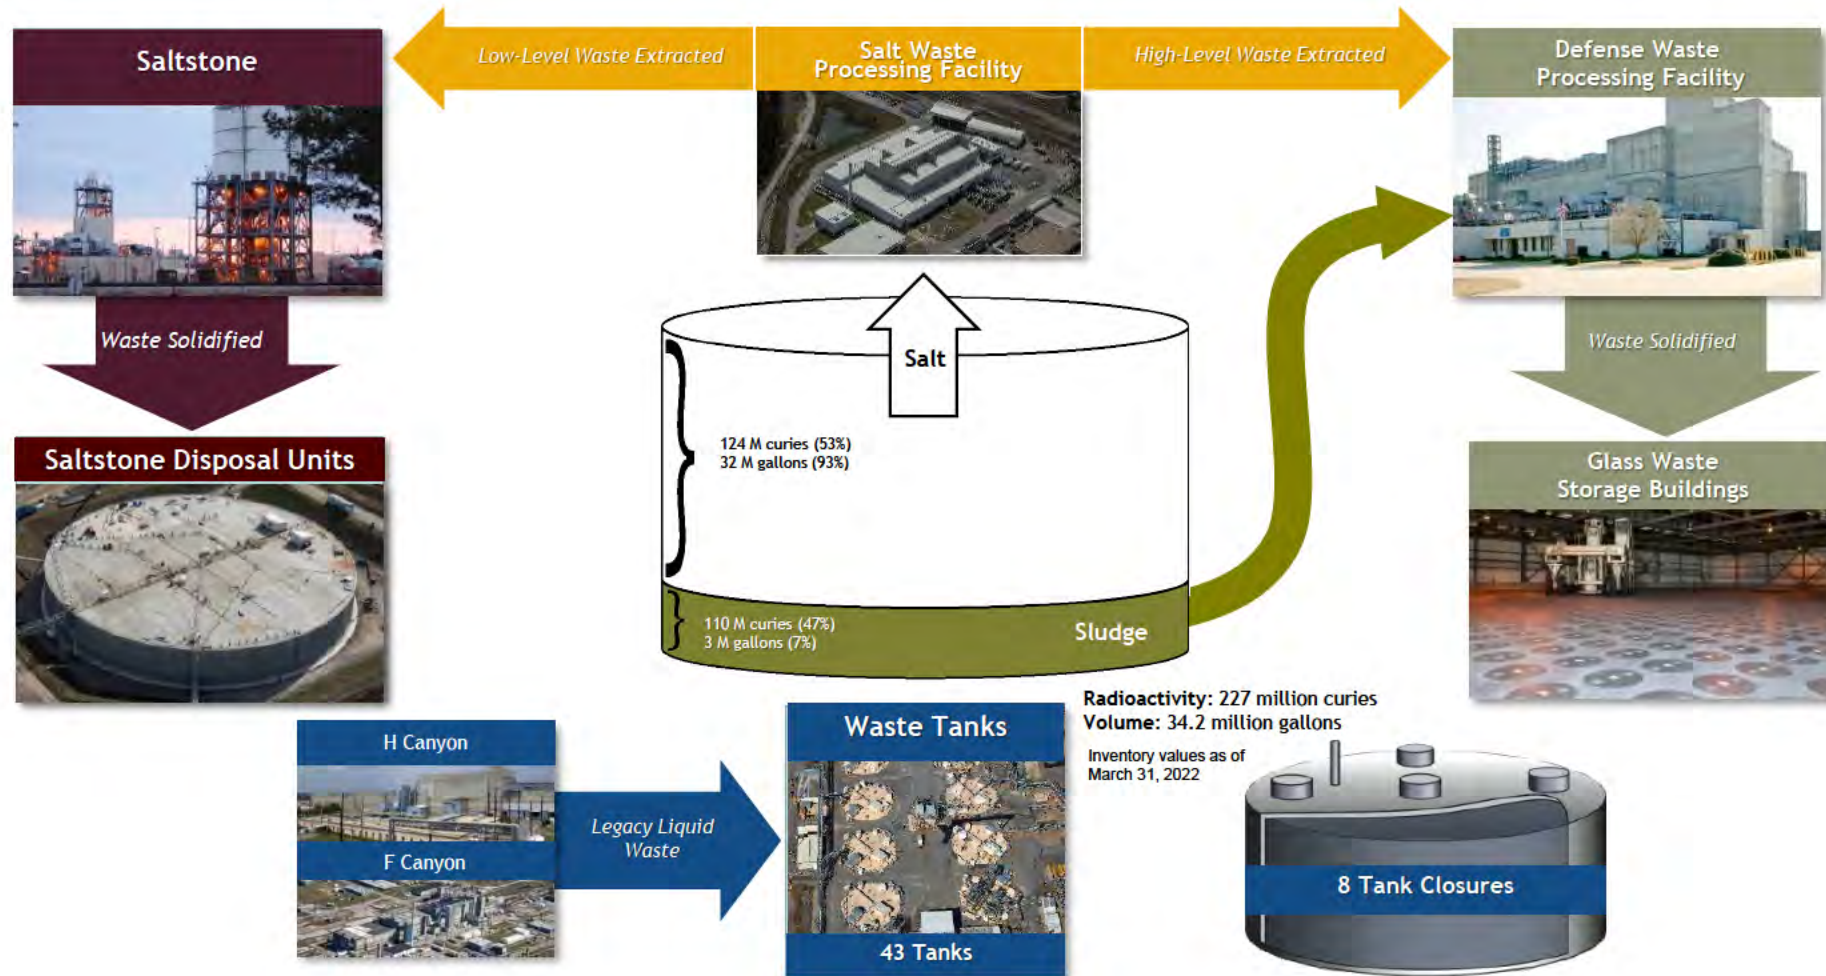 Saltstone
Low-Level Waste Extracted
Salt Waste
Processing Facility
High-Level Waste Extracted
Defense Waste
Processing Facility
Waste Solidified
Salt
Waste Solidified
124 M curies (53%)
32 M gallons (93%)
Saltstone Disposal Units
Glass Waste
Storage Buildings
110 M curies (47%)
3 M gallons (7%)
Sludge
Radioactivity: 227 million curies
Volume: 34.2 million gallons
Inventory values as of
March 31, 2022
H Canyon
F Canyon
Legacy Liquid
Waste
Waste Tanks
43 Tanks
8 Tank Closures